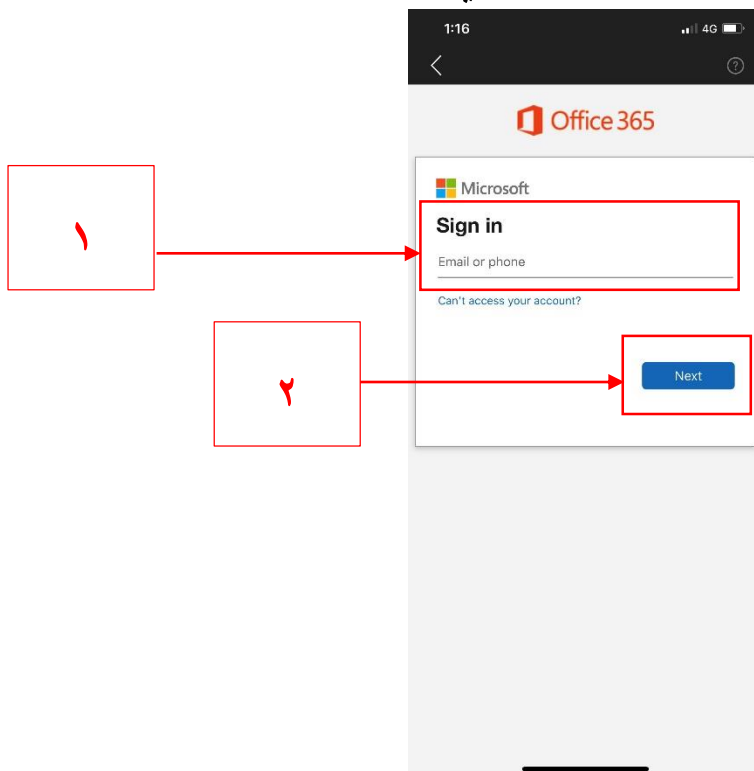 1:16 4G
Office 365
Microsoft
١
Sign in
Email or phone
Can't access your account?
٢
Next